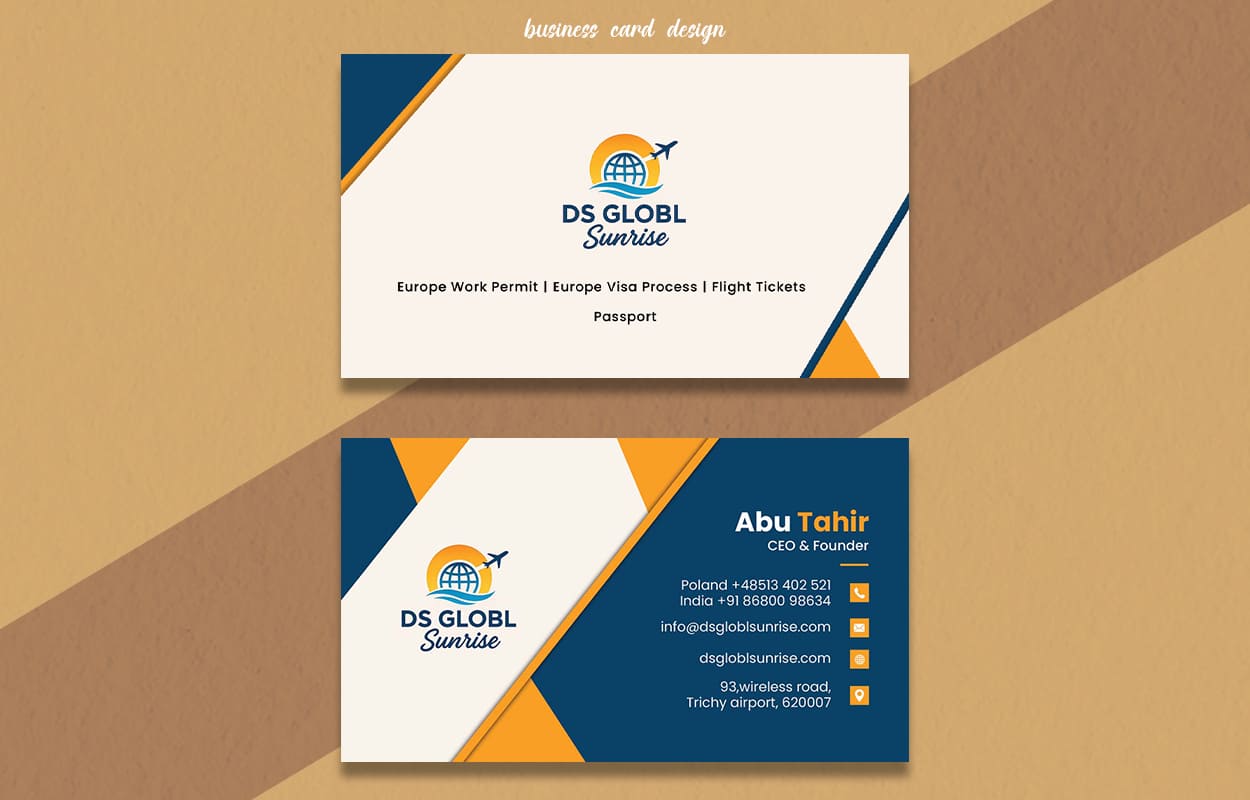 business card design
DS GLOBL
Sunrise
Europe Work Permit | Europe Visa Process | Flight Tickets
Passport
DS GLOBL
Sunrise
Abu Tahir
CEO & Founder
Poland +48513 402 521
India +91 86800 98634
info@dsgloblsunrise.com
dsgloblsunrise.com
93,wireless road,
Trichy airport, 620007